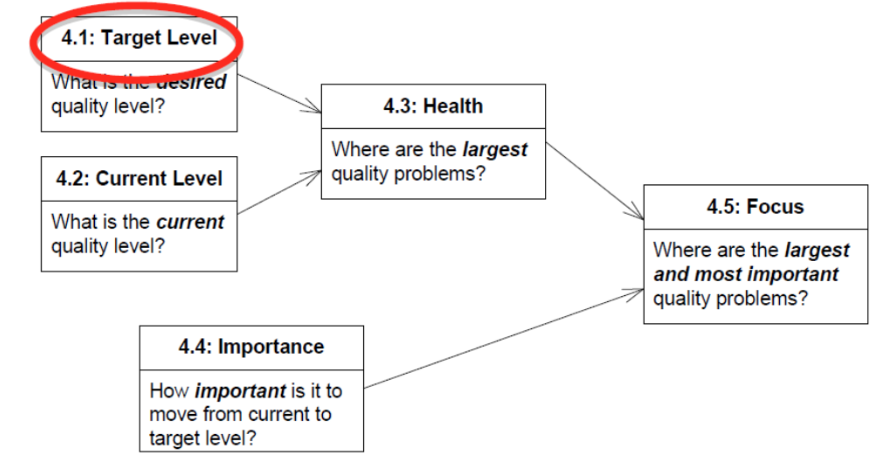 4.1: Target Level
What is the desired
quality level?
4.2: Current Level
What is the current
quality level?
4.3: Health
Where are the largest
quality problems?
4.4: Importance
How important is it to
move from current to
target level?
4.5: Focus
Where are the largest
and most important
quality problems?